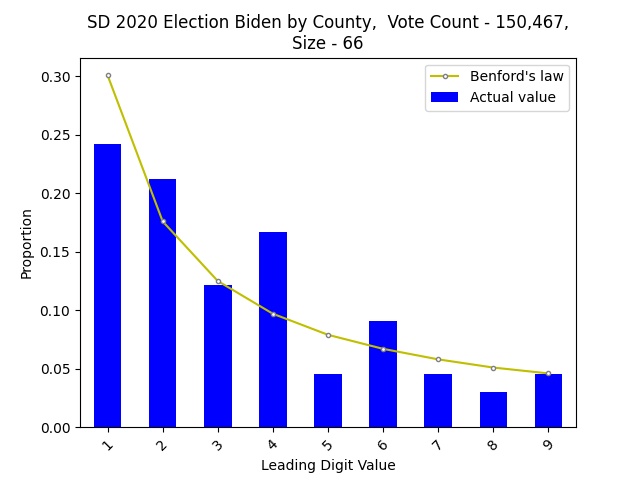 SD 2020 Election Biden by County,  Vote Count - 150,467,
Size - 66
Benford's law
Actual value
Proportion
0.30
0.25
0.20
0.15
0.10
0.05
0.00
1 2 3 4 5 6 7 8 9
Leading Digit Value